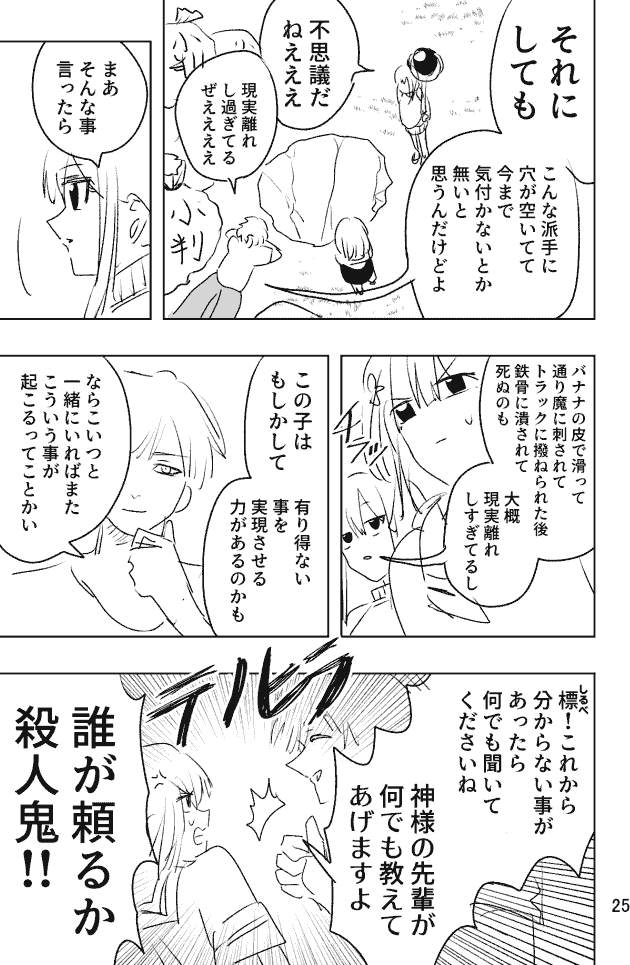 それに
しても
こんな派手に
穴が空いてて
今まで
気付かないとか
無いと
思うんだけどよ
不思議だ
ねえええ
現実離れ
し過ぎてる
ぜえええええ
小判
まあ
そんな事
言ったら
バナナの皮で滑って
通り魔に刺されて
トラックに撥ねられた後
鉄骨に潰されて
死ぬのも
大概
現実離れ
しすぎてるし
この子は
もしかして
有り得ない
事を
実現させる
力があるのかも
ならこいつと
一緒にいればまた
こういう事が
起こるってことかい
標！これから
しるべ
分からない事が
あったら
何でも聞いて
くださいね
神様の先輩が
何でも教えて
あげますよ
誰が頼るか
殺人鬼!!
25